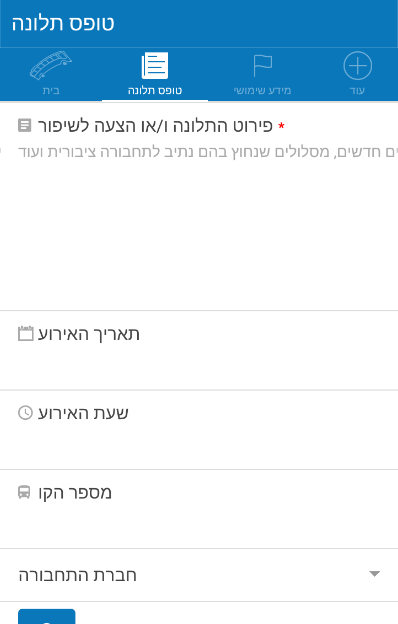 טופס תלונה
בית
טופס תלונה
מידע שימושי
עוד
פירוט התלונה ו/או הצעה לשיפור *
ים חדשים, מסלולים שנחוץ בהם נתיב לתחבורה ציבורית ועוד
תאריך האירוע
שעת האירוע
מספר הקו
חברת התחבורה